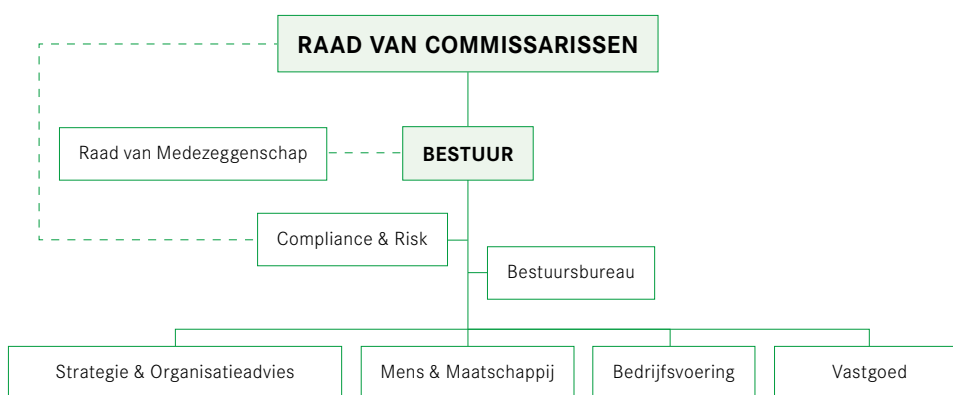 RAAD VAN COMMISSARISSEN
Raad van Medezeggenschap
BESTUUR
Compliance & Risk
Bestuursbureau
Strategie & Organisatieadvies
Mens & Maatschappij
Bedrijfsvoering
Vastgoed